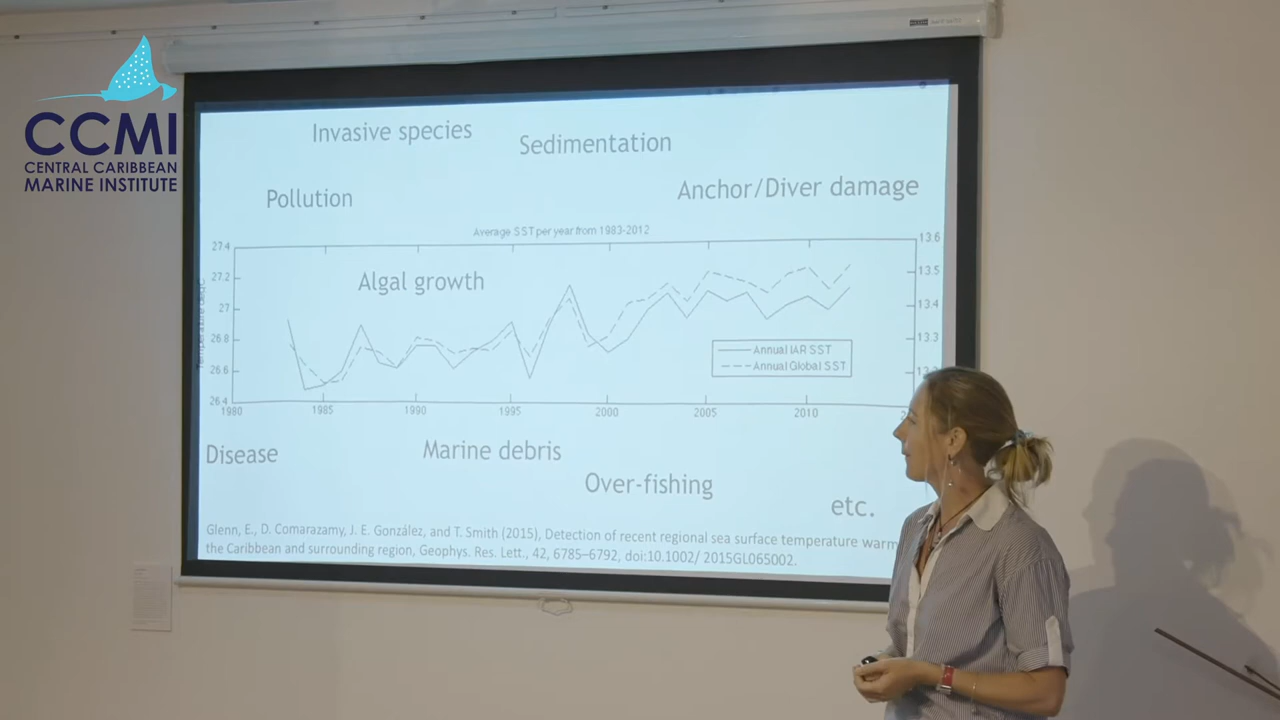 CCMI
CENTRAL CARIBBEAN
MARINE INSTITUTE
Invasive species
Sedimentation
Pollution
Anchor/Diver damage
Average SST per year from 1983-2012
Algal growth
27.4
27.2
27
26.8
26.6
26.4
13.6
13.5
13.4
13.3
Annual IAR SST
Annual Global SST
1980
1985
1990
1995
2000
2005
2010
Disease
Marine debris
Over-fishing
etc.
Glenn, E., D. Comarazamy, J. E. González, and T. Smith (2015), Detection of recent regional sea surface temperature warm
the Caribbean and surrounding region, Geophys. Res. Lett., 42, 6785–6792, doi:10.1002/ 2015GL065002.